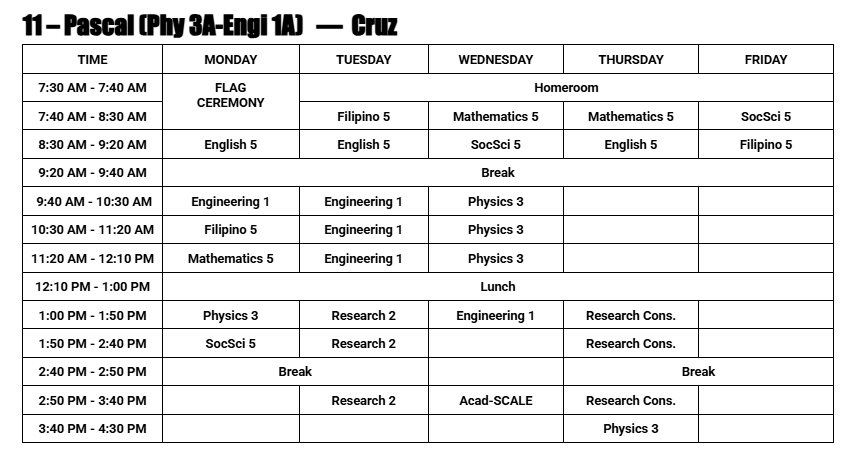 11 – Pascal (Phy 3A-Engi 1A) — Cruz
TIME MONDAY TUESDAY WEDNESDAY THURSDAY FRIDAY
7:30 AM - 7:40 AM FLAG CEREMONY Homeroom
7:40 AM - 8:30 AM Filipino 5 Mathematics 5 Mathematics 5 SocSci 5
8:30 AM - 9:20 AM English 5 English 5 SocSci 5 English 5 Filipino 5
9:20 AM - 9:40 AM Break
9:40 AM - 10:30 AM Engineering 1 Engineering 1 Physics 3
10:30 AM - 11:20 AM Filipino 5 Engineering 1 Physics 3
11:20 AM - 12:10 PM Mathematics 5 Engineering 1 Physics 3
12:10 PM - 1:00 PM Lunch
1:00 PM - 1:50 PM Physics 3 Research 2 Engineering 1 Research Cons.
1:50 PM - 2:40 PM SocSci 5 Research 2 Research Cons.
2:40 PM - 2:50 PM Break Break
2:50 PM - 3:40 PM Research 2 Acad-SCALE Research Cons.
3:40 PM - 4:30 PM Physics 3